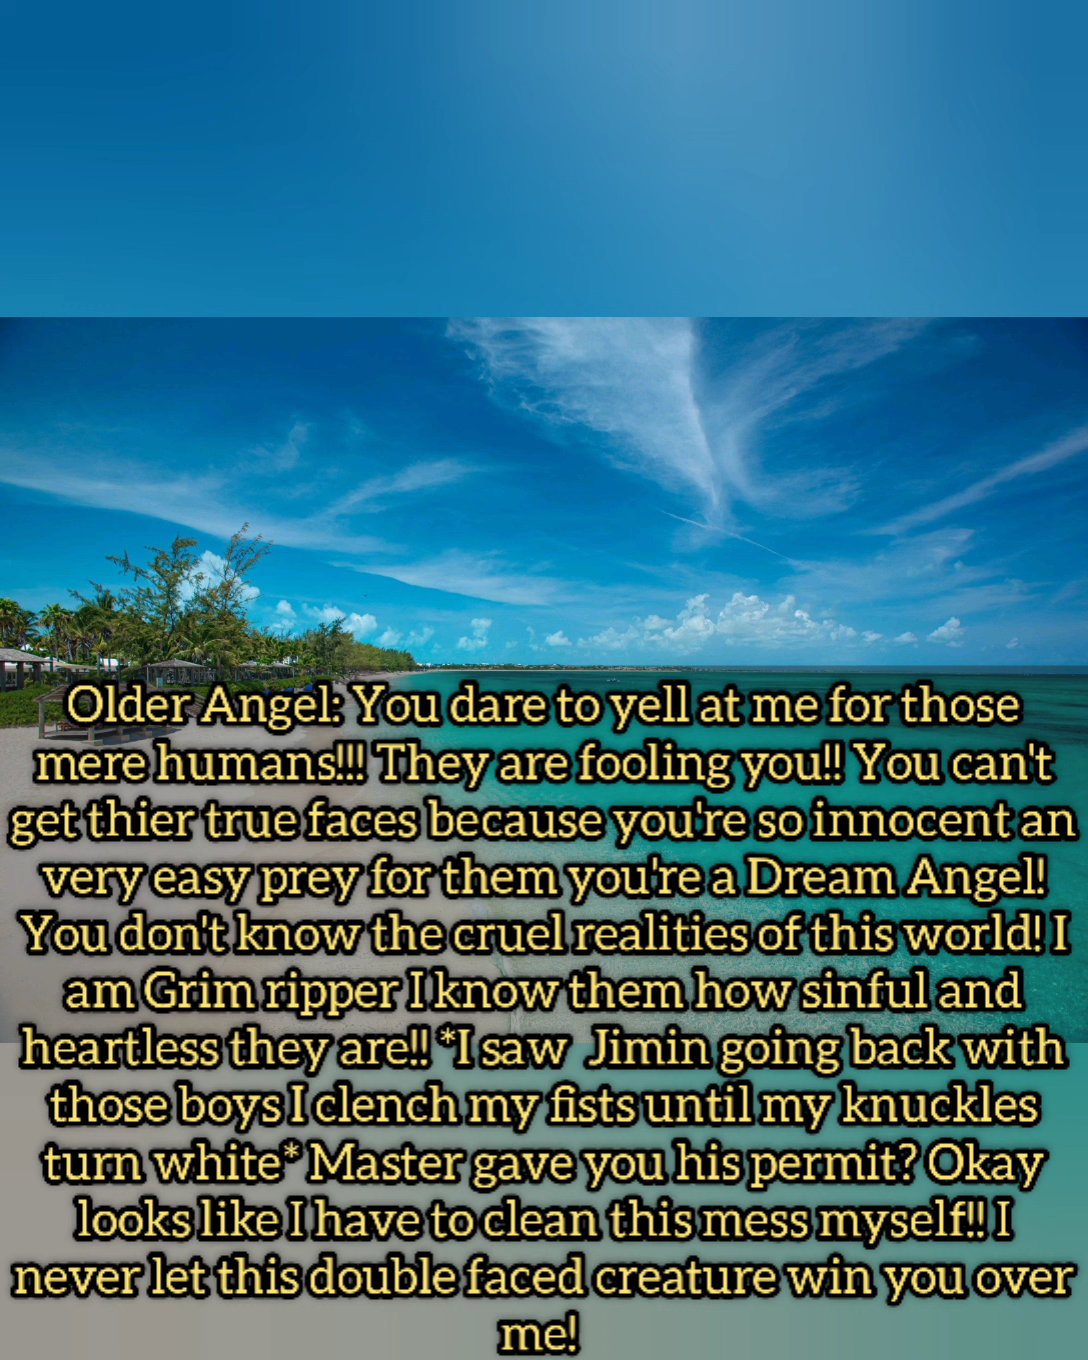 Older Angel: You dare to yell at me for those
mere humans!!! They are fooling you!! You can't
get thier true faces because you're so innocent an
very easy prey for them you're a Dream Angel!
You don't know the cruel realities of this world! I
am Grim ripper I know them how sinful and
heartless they are!! *I saw  Jimin going back with
those boys I clench my fists until my knuckles
turn white* Master gave you his permit? Okay
looks like I have to clean this mess myself!! I
never let this double faced creature win you over
me!